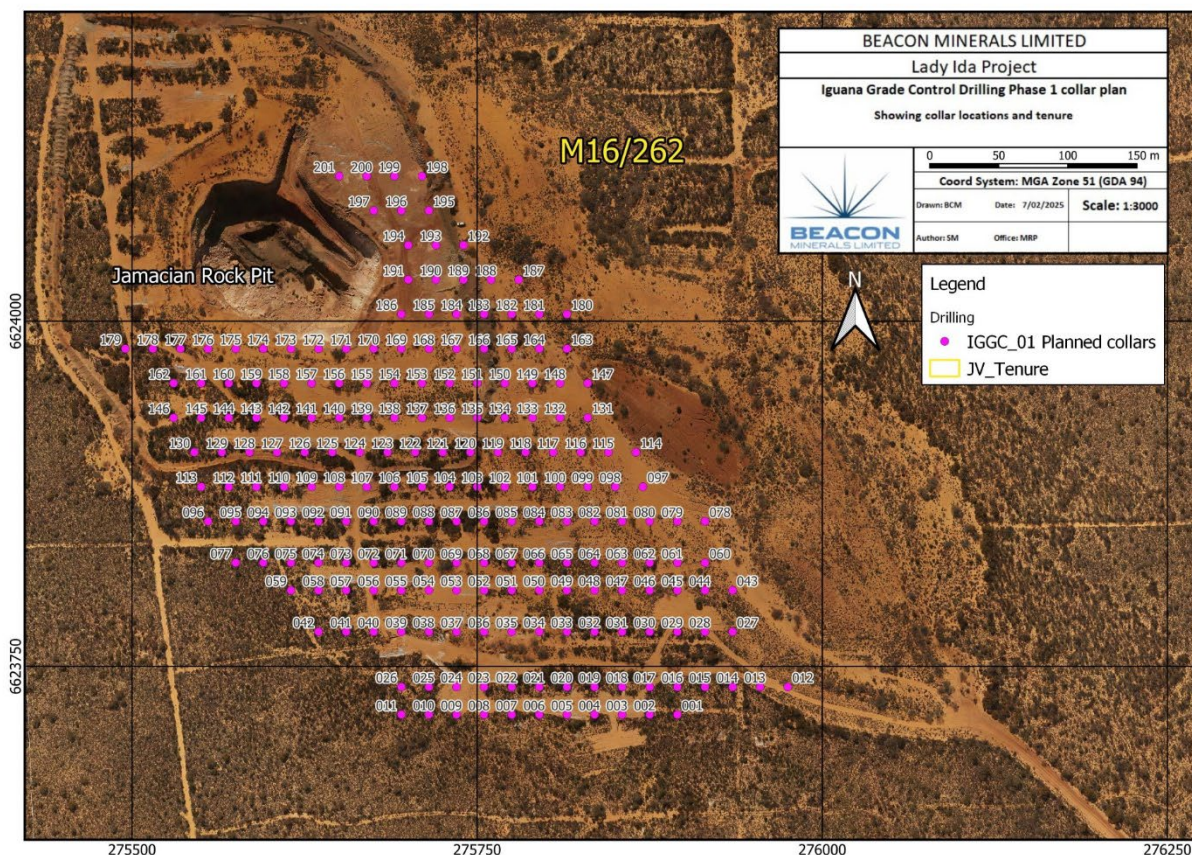 BEACON MINERALS LIMITED
Lady Ida Project
Iguana Grade Control Drilling Phase 1 collar plan
Showing collar locations and tenure
0 50 100 150 m
Coord System: MGA Zone 51 (GDA 94)
Drawn: BCM Date: 7/02/2025 Scale: 1:3000
Author: SM Office: MRP
BEACON
MINERALS LIMITED
M16/262
Legend
Drilling
IGGC_01 Planned collars
JV_Tenure
N
Jamacian Rock Pit
201 200 199 198
197 196 195
194 193 192
191 190 189 188 187
186 185 184 183 182 181 180
179 178 177 176 175 174 173 172 171 170 169 168 167 166 165 164 163
162 161 160 159 158 157 156 155 154 153 152 151 150 149 148 147
146 145 144 143 142 141 140 139 138 137 136 135 134 133 132 131
130 129 128 127 126 125 124 123 122 121 120 119 118 117 116 115 114
113 112 111 110 109 108 107 106 105 104 103 102 101 100 099 098 097
096 095 094 093 092 091 090 089 088 087 086 085 084 083 082 081 080 079 078
077 076 075 074 073 072 071 070 069 068 067 066 065 064 063 062 061 060
059 058 057 056 055 054 053 052 051 050 049 048 047 046 045 044 043
042 041 040 039 038 037 036 035 034 033 032 031 030 029 028 027
026 025 024 023 022 021 020 019 018 017 016 015 014 013 012
011 010 009 008 007 006 005 004 003 002 001
6624000
6623750
275500 275750 276000 276250